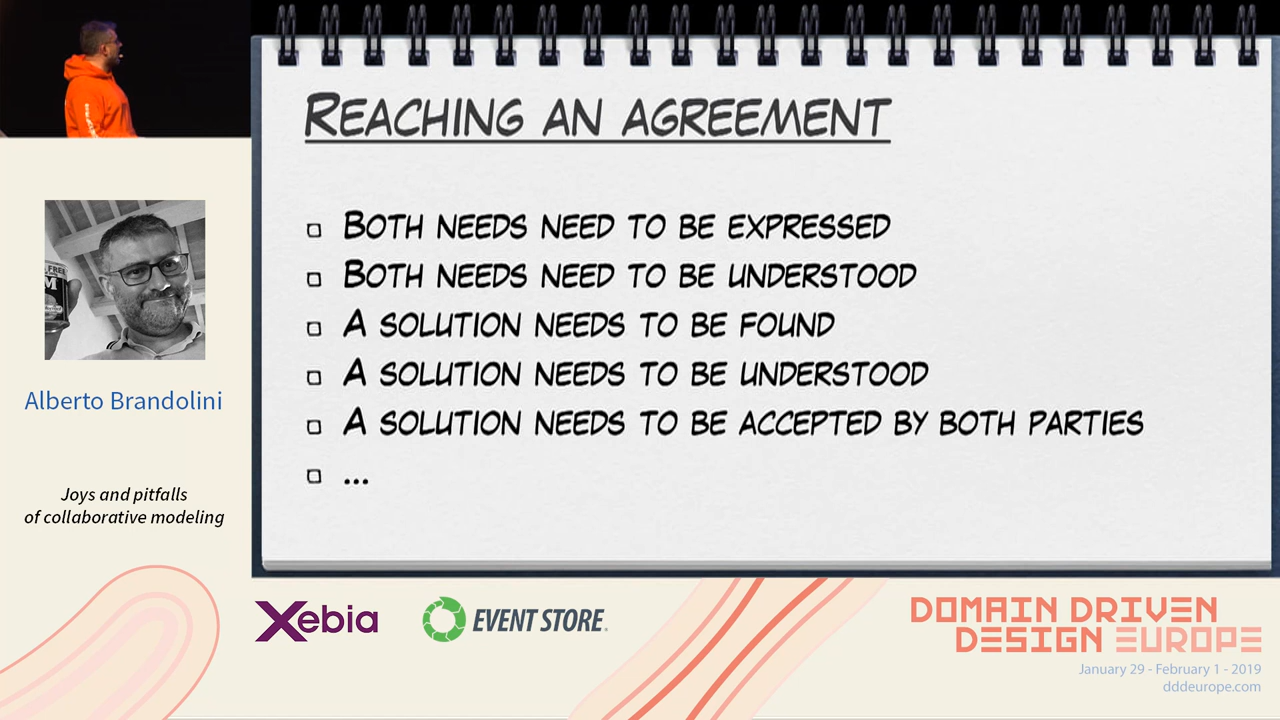 REACHING AN AGREEMENT
BOTH NEEDS NEED TO BE EXPRESSED
BOTH NEEDS NEED TO BE UNDERSTOOD
A SOLUTION NEEDS TO BE FOUND
A SOLUTION NEEDS TO BE UNDERSTOOD
A SOLUTION NEEDS TO BE ACCEPTED BY BOTH PARTIES
...
FREE
M
Alberto Brandolini
Joys and pitfalls
of collaborative modeling
Xebia
EVENT STORE
DOMAIN DRIVEN
DESIGN EUROPE
January 29 - February 1 - 2019
dddeurope.com